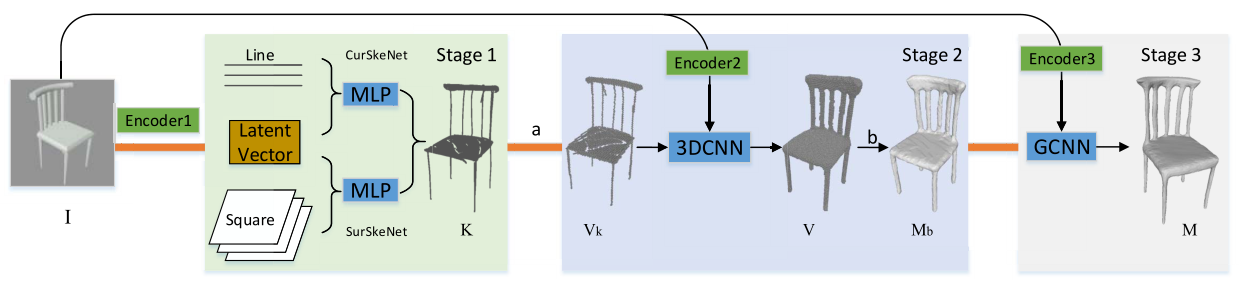 I
Encoder1
Stage 1
Line
CurSkeNet
MLP
Latent
Vector
MLP
Square
SurSkeNet
K
a
Stage 2
Encoder2
3DCNN
b
Vk
V
Mb
Stage 3
Encoder3
GCNN
M